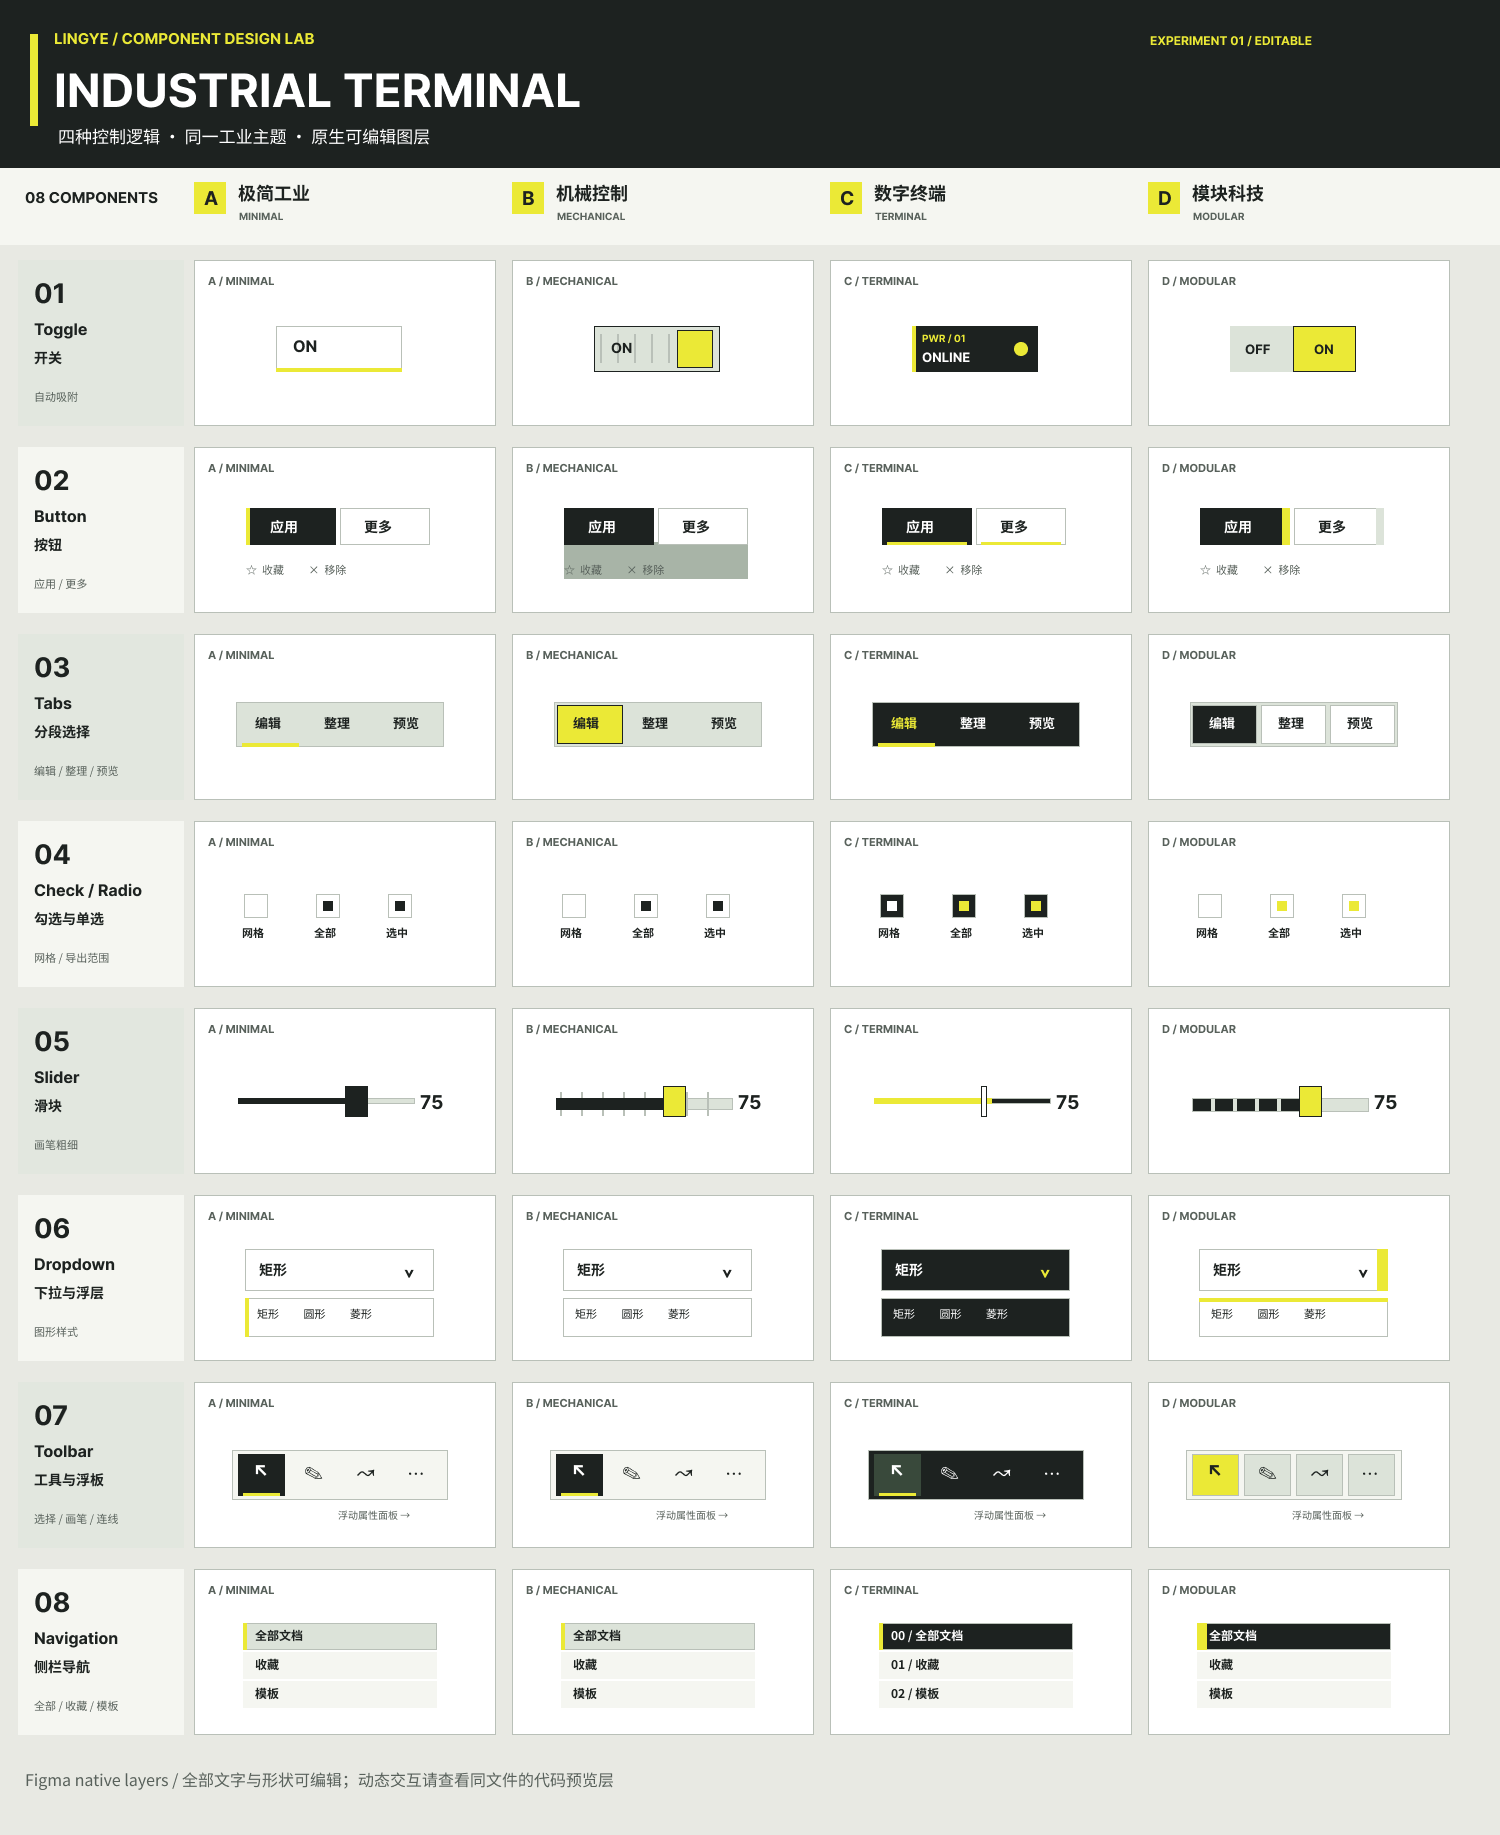 LINGYE / COMPONENT DESIGN LAB
EXPERIMENT 01 / EDITABLE
INDUSTRIAL TERMINAL
四种控制逻辑 · 同一工业主题 · 原生可编辑图层
08 COMPONENTS
A 极简工业
MINIMAL
B 机械控制
MECHANICAL
C 数字终端
TERMINAL
D 模块科技
MODULAR
01
Toggle
开关
自动吸附
A / MINIMAL
ON
B / MECHANICAL
ON
C / TERMINAL
PWR / 01
ONLINE
D / MODULAR
OFF ON
02
Button
按钮
应用 / 更多
A / MINIMAL
应用 更多
☆ 收藏 × 移除
B / MECHANICAL
应用 更多
☆ 收藏 × 移除
C / TERMINAL
应用 更多
☆ 收藏 × 移除
D / MODULAR
应用 更多
☆ 收藏 × 移除
03
Tabs
分段选择
编辑 / 整理 / 预览
A / MINIMAL
编辑 整理 预览
B / MECHANICAL
编辑 整理 预览
C / TERMINAL
编辑 整理 预览
D / MODULAR
编辑 整理 预览
04
Check / Radio
勾选与单选
网格 / 导出范围
A / MINIMAL
网格 全部 选中
B / MECHANICAL
网格 全部 选中
C / TERMINAL
网格 全部 选中
D / MODULAR
网格 全部 选中
05
Slider
滑块
画笔粗细
A / MINIMAL
75
B / MECHANICAL
75
C / TERMINAL
75
D / MODULAR
75
06
Dropdown
下拉与浮层
图形样式
A / MINIMAL
矩形
矩形 圆形 菱形
B / MECHANICAL
矩形
矩形 圆形 菱形
C / TERMINAL
矩形
矩形 圆形 菱形
D / MODULAR
矩形
矩形 圆形 菱形
07
Toolbar
工具与浮板
选择 / 画笔 / 连线
A / MINIMAL
↖ ✎ ⤳ ···
浮动属性面板 →
B / MECHANICAL
↖ ✎ ⤳ ···
浮动属性面板 →
C / TERMINAL
↖ ✎ ⤳ ···
浮动属性面板 →
D / MODULAR
↖ ✎ ⤳ ···
浮动属性面板 →
08
Navigation
侧栏导航
全部 / 收藏 / 模板
A / MINIMAL
全部文档
收藏
模板
B / MECHANICAL
全部文档
收藏
模板
C / TERMINAL
00 / 全部文档
01 / 收藏
02 / 模板
D / MODULAR
全部文档
收藏
模板
Figma native layers / 全部文字与形状可编辑；动态交互请查看同文件的代码预览层